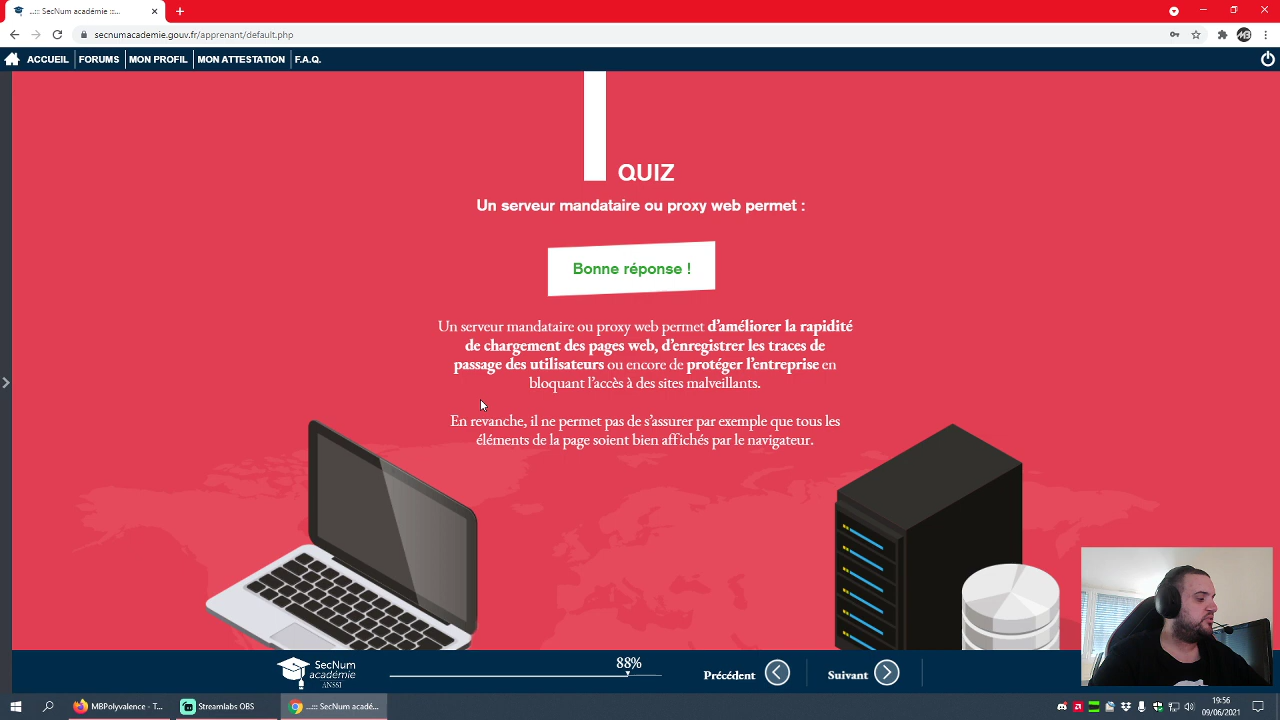 ..:: SecNum académie ::...
secnumacademie.gouv.fr/apprenant/default.php
ACCUEIL FORUMS MON PROFIL MON ATTESTATION F.A.Q.
QUIZ
Un serveur mandataire ou proxy web permet :
Bonne réponse !
Un serveur mandataire ou proxy web permet d'améliorer la rapidité
de chargement des pages web, d'enregistrer les traces de
passage des utilisateurs ou encore de protéger l'entreprise en
bloquant l'accès à des sites malveillants.
En revanche, il ne permet pas de s'assurer par exemple que tous les
éléments de la page soient bien affichés par le navigateur.
SecNum
académie
ANSSI
88%
Précédent
Suivant
MBPolyvalence - T...
Streamlabs OBS
..:: SecNum acadé...
19:56
09/06/2021